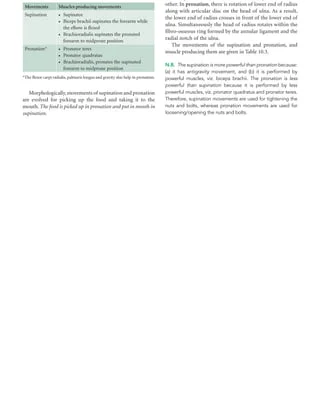 Movements Muscles producing movements
Supination • Supinator
• Biceps brachii supinates the forearm while
the elbow is flexed
• Brachioradialis supinates the pronated
forearm to midprone position
Pronation* • Pronator teres
• Pronator quadratus
• Brachioradialis, pronates the supinated
forearm to midprone position
*The flexor carpi radialis, palmaris longus and gravity also help in pronation.
Morphologically, movements of supination and pronation
are evolved for picking up the food and taking it to the
mouth. The food is picked up in pronation and put in mouth in
supination.
other. In pronation, there is rotation of lower end of radius
along with articular disc on the head of ulna. As a result,
the lower end of radius crosses in front of the lower end of
ulna. Simultaneously the head of radius rotates within the
fibro-osseous ring formed by the annular ligament and the
radial notch of the ulna.
The movements of the supination and pronation, and
muscle producing them are given in Table 10.3.
N.B. The supination is more powerful than pronation because:
(a) it has antigravity movement, and (b) it is performed by
powerful muscles, viz. biceps brachii. The pronation is less
powerful than supination because it is performed by less
powerful muscles, viz. pronator quadratus and pronator teres.
Therefore, supination movements are used for tightening the
nuts and bolts, whereas pronation movements are used for
loosening/opening the nuts and bolts.